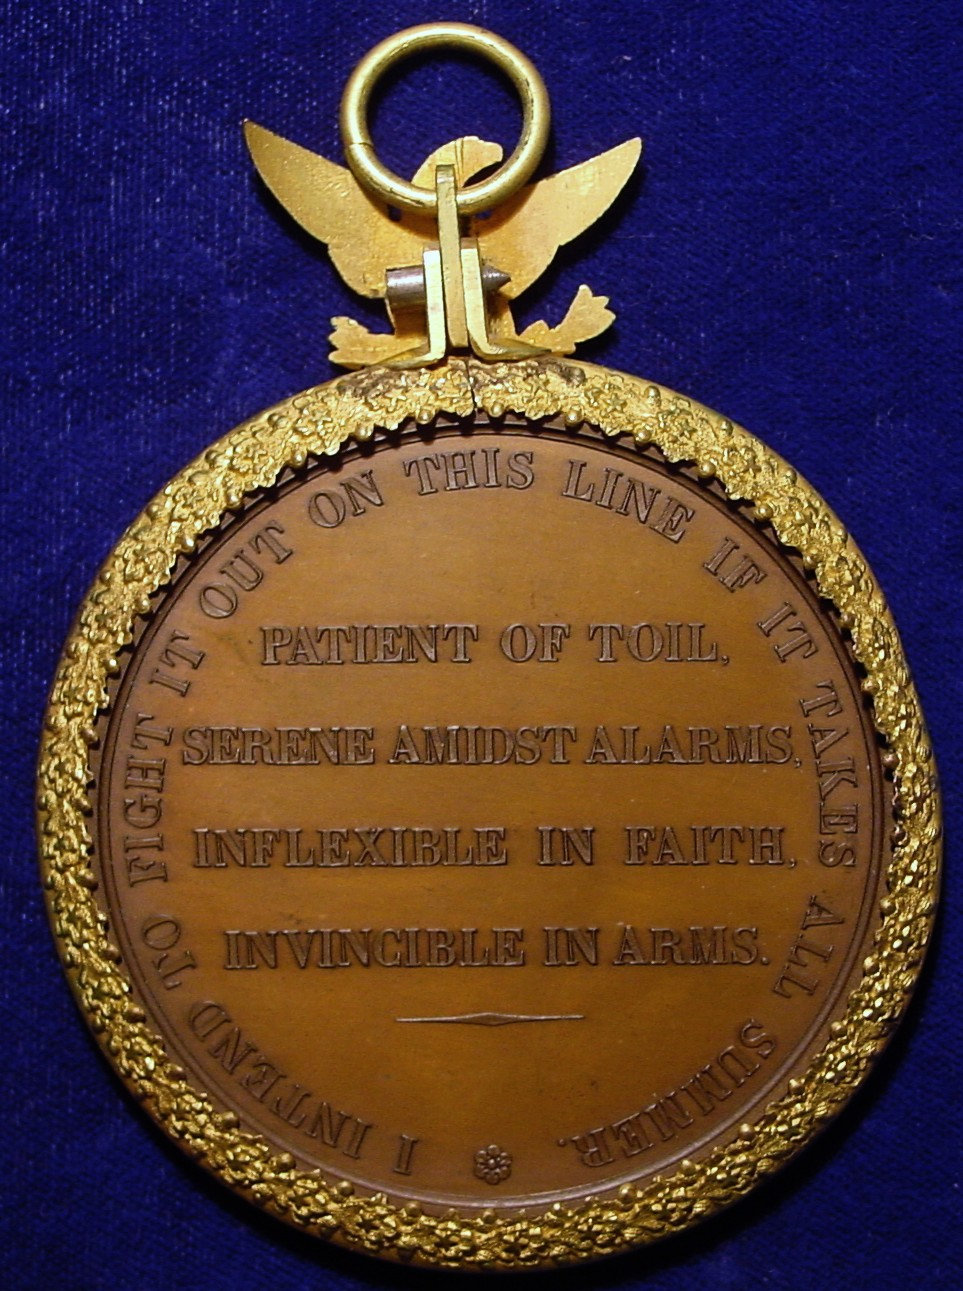 I INTEND TO FIGHT IT OUT ON THIS LINE IF IT TAKES ALL SUMMER.
PATIENT OF TOIL,
SERENE AMIDST ALARMS,
INFLEXIBLE IN FAITH,
INVINCIBLE IN ARMS.